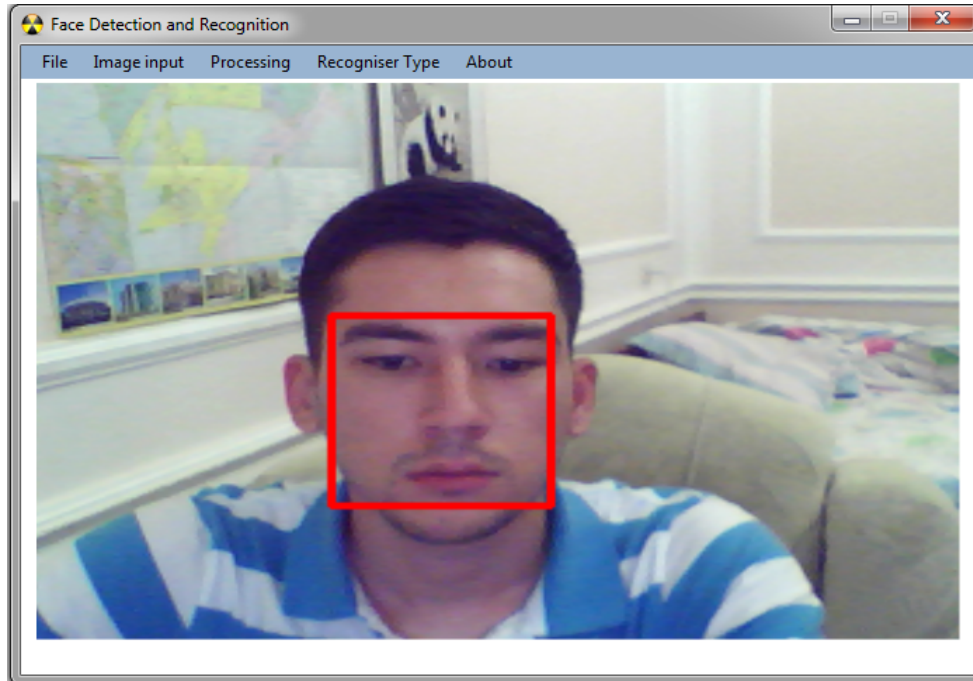 Face Detection and Recognition
File Image input Processing Recogniser Type About